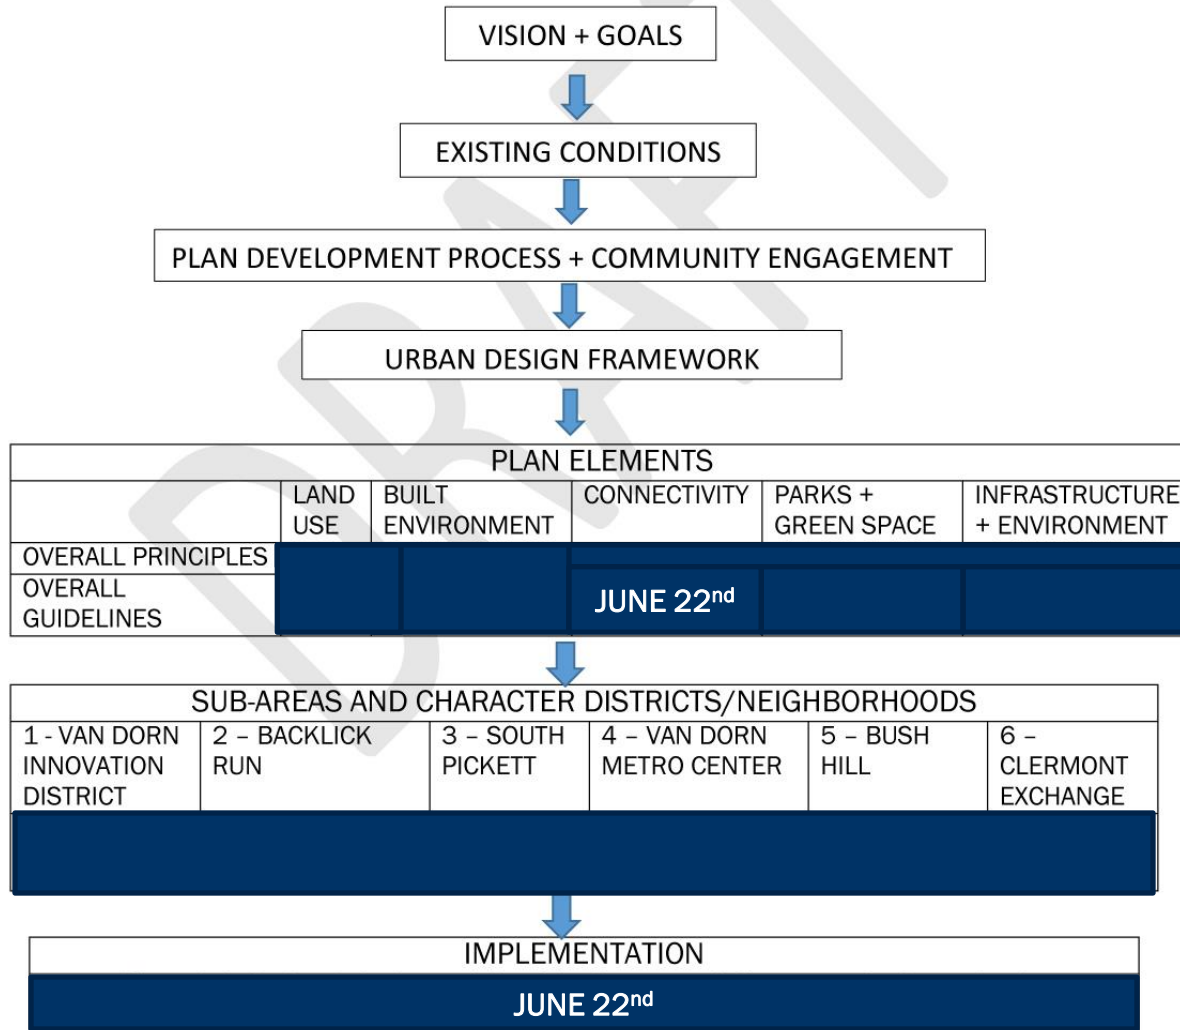 VISION + GOALS
EXISTING CONDITIONS
PLAN DEVELOPMENT PROCESS + COMMUNITY ENGAGEMENT
URBAN DESIGN FRAMEWORK
PLAN ELEMENTS
LAND USE
BUILT ENVIRONMENT
CONNECTIVITY
PARKS + GREEN SPACE
INFRASTRUCTURE + ENVIRONMENT
OVERALL PRINCIPLES
OVERALL GUIDELINES
JUNE 22nd
SUB-AREAS AND CHARACTER DISTRICTS/NEIGHBORHOODS
1 - VAN DORN INNOVATION DISTRICT
2 – BACKLICK RUN
3 – SOUTH PICKETT
4 – VAN DORN METRO CENTER
5 – BUSH HILL
6 – CLERMONT EXCHANGE
IMPLEMENTATION
JUNE 22nd
DRAFT